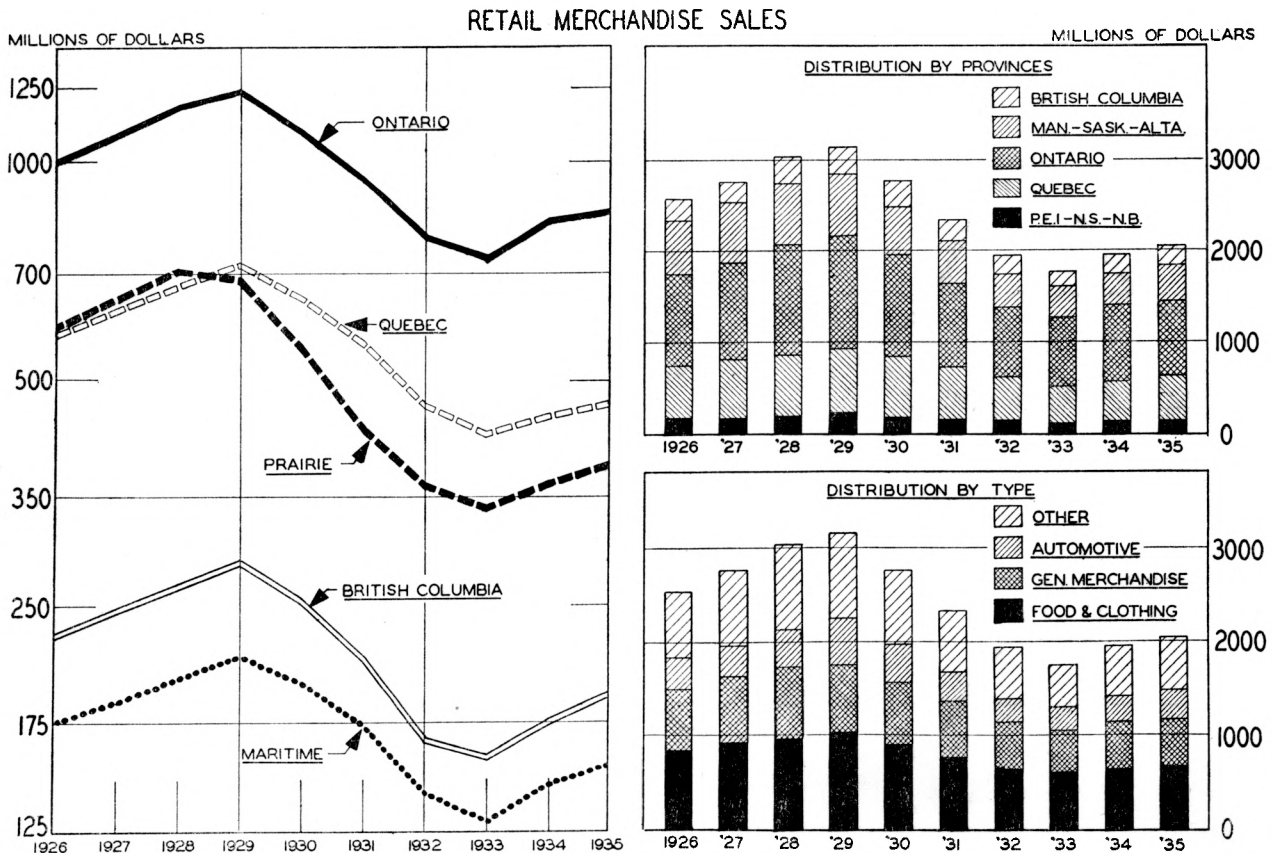 RETAIL MERCHANDISE SALES
MILLIONS OF DOLLARS
1250
1000
700
500
350
250
175
125
ONTARIO
QUEBEC
PRAIRIE
BRITISH COLUMBIA
MARITIME
1926 1927 1928 1929 1930 1931 1932 1933 1934 1935
MILLIONS OF DOLLARS
DISTRIBUTION BY PROVINCES
BRTISH COLUMBIA
MAN.-SASK.-ALTA.
ONTARIO
QUEBEC
P.E.I-N.S.-N.B.
3000
2000
1000
0
1926 '27 '28 '29 '30 '31 '32 '33 '34 '35
DISTRIBUTION BY TYPE
OTHER
AUTOMOTIVE
GEN. MERCHANDISE
FOOD & CLOTHING
3000
2000
1000
0
1926 '27 '28 '29 '30 '31 '32 '33 '34 '35